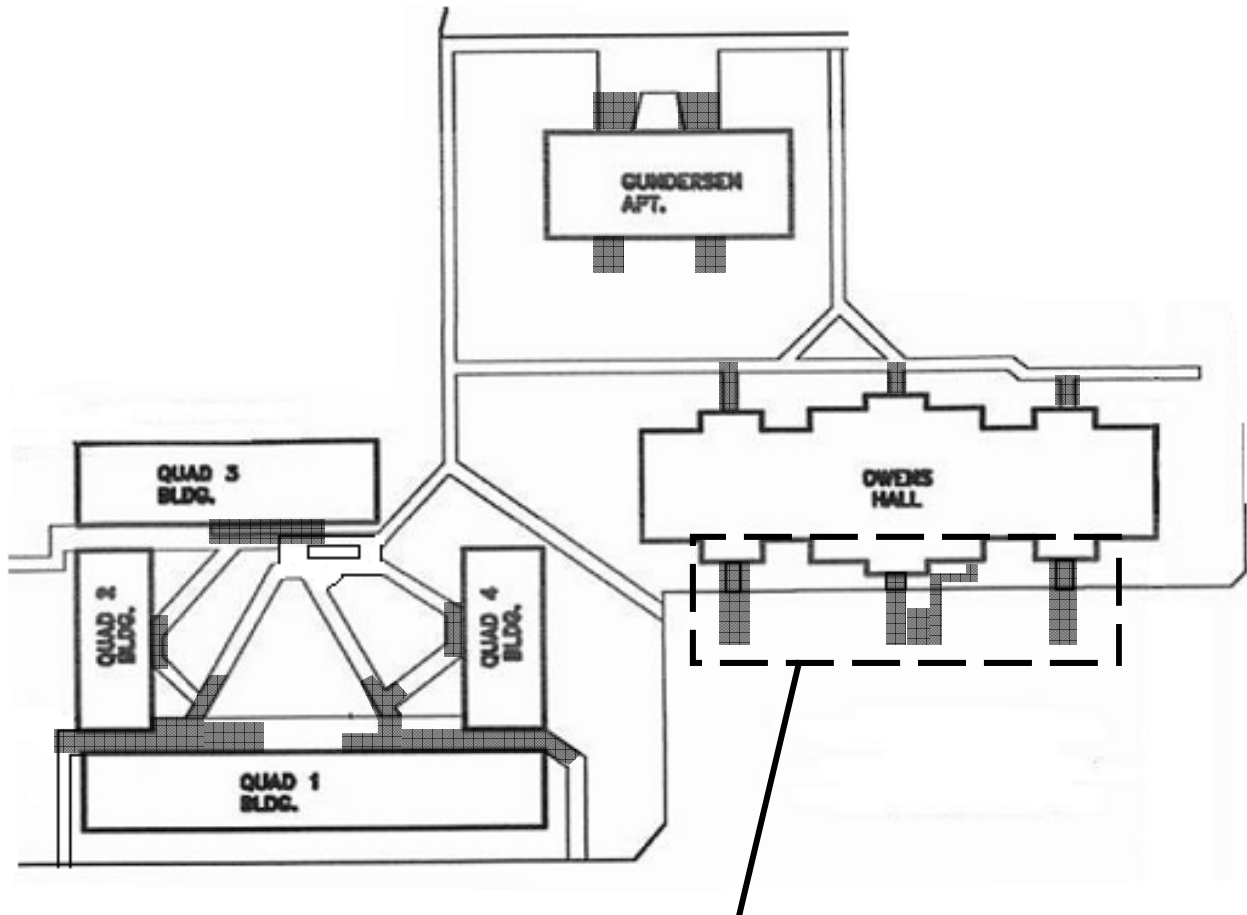 GUNDERSEN
APT.
OWENS
HALL
QUAD 3
BLDG.
QUAD 2
BLDG.
QUAD 4
BLDG.
QUAD 1
BLDG.